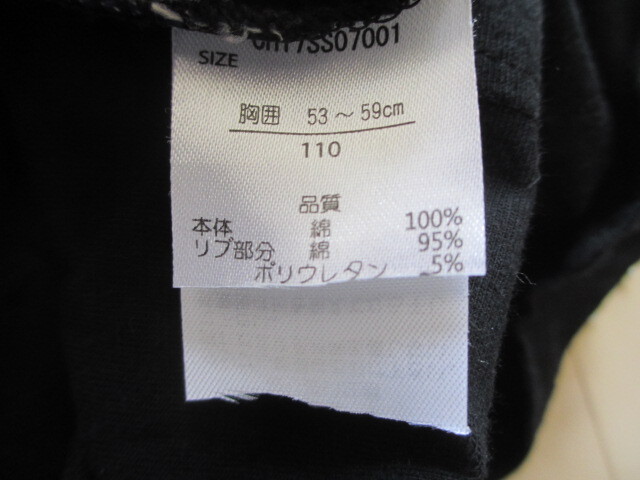 SIZE
胸囲 53～59cm
110
品質
本体 綿 100%
リブ部分 綿 95%
ポリウレタン 5%